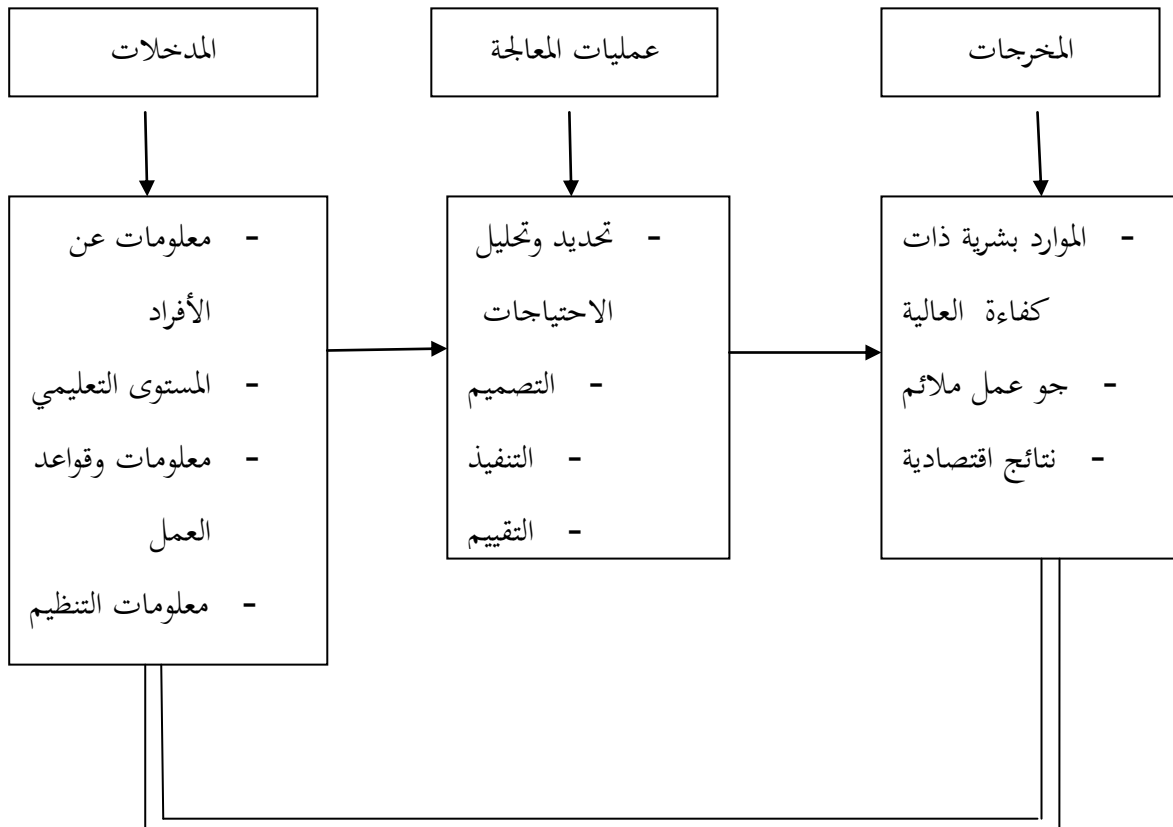 المدخلات
عمليات المعالجة
المخرجات
- معلومات عن
الأفراد
- المستوى التعليمي
- معلومات وقواعد
العمل
- معلومات التنظيم
- تحديد وتحليل
الاحتياجات
- التصميم
- التنفيذ
- التقييم
- الموارد بشرية ذات
كفاءة العالية
- جو عمل ملائم
- نتائج اقتصادية